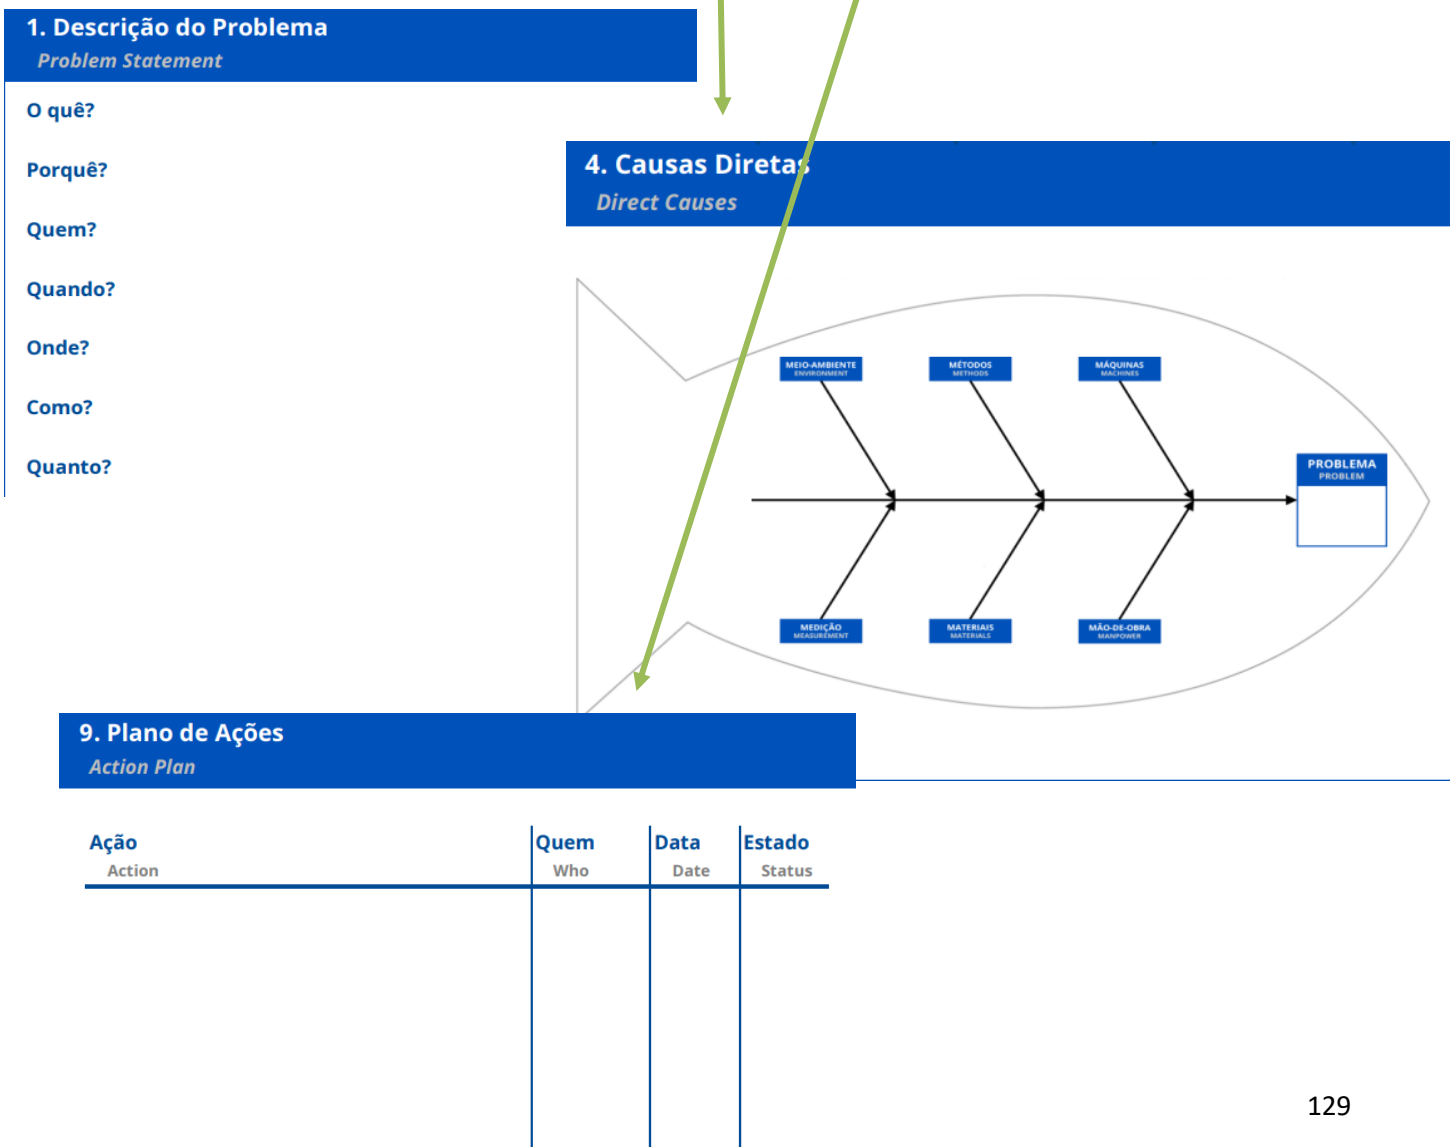 1. Descrição do Problema
Problem Statement
O quê?
Porquê?
Quem?
Quando?
Onde?
Como?
Quanto?
4. Causas Diretas
Direct Causes
MEIO-AMBIENTE
ENVIRONMENT
MÉTODOS
METHODS
MÁQUINAS
MACHINES
PROBLEMA
PROBLEM
MEDIÇÃO
MEASUREMENT
MATERIAIS
MATERIALS
MÃO-DE-OBRA
MANPOWER
9. Plano de Ações
Action Plan
Ação Quem Data Estado
Action Who Date Status
129